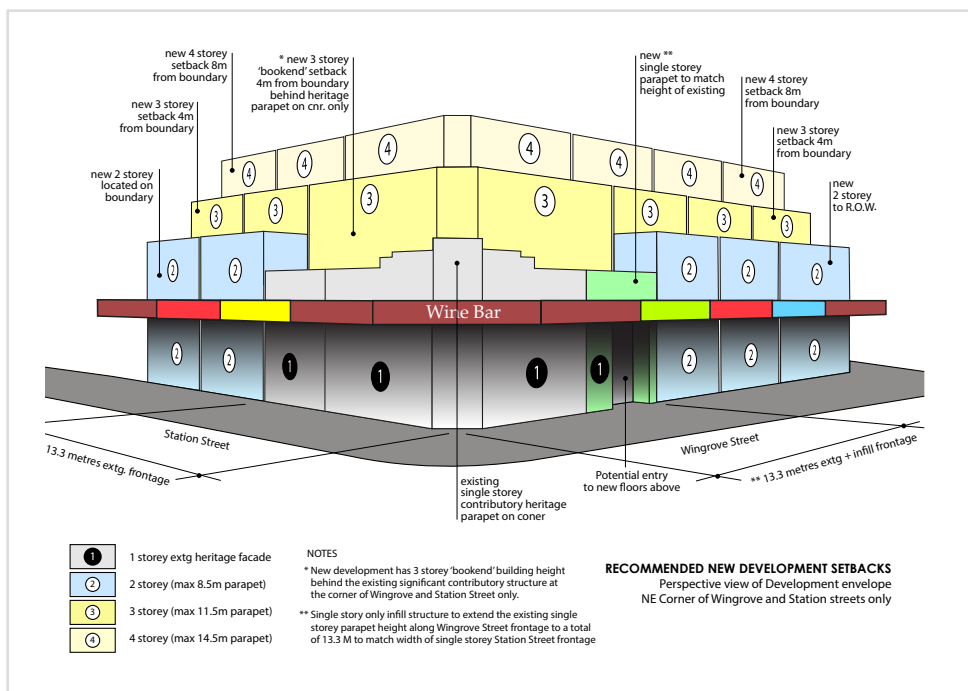 new 4 storey
setback 8m
from boundary
* new 3 storey
‘bookend’ setback
4m from boundary
behind heritage
parapet on cnr. only
new **
single storey
parapet to match
height of existing
new 4 storey
setback 8m
from boundary
new 3 storey
setback 4m
from boundary
new 3 storey
setback 4m
from boundary
new 2 storey
located on
boundary
new
2 storey
to R.O.W.
4 4 4 4 4 4 4
3 3 3 3 3 3 3
2 2 2 2 2
Wine Bar
2 2 1 1 1 1 2 2 2
Station Street
Wingrove Street
13.3 metres extg. frontage
** 13.3 metres extg + infill frontage
existing
single storey
contributory heritage
parapet on coner
Potential entry
to new floors above
1 1 storey extg heritage facade
2 2 storey (max 8.5m parapet)
3 3 storey (max 11.5m parapet)
4 4 storey (max 14.5m parapet)
NOTES
* New development has 3 storey ‘bookend’ building height
behind the existing significant contributory structure at
the corner of Wingrove and Station Street only.
** Single story only infill structure to extend the existing single
storey parapet height along Wingrove Street frontage to a total
of 13.3 M to match width of single storey Station Street frontage
RECOMMENDED NEW DEVELOPMENT SETBACKS
Perspective view of Development envelope
NE Corner of Wingrove and Station streets only